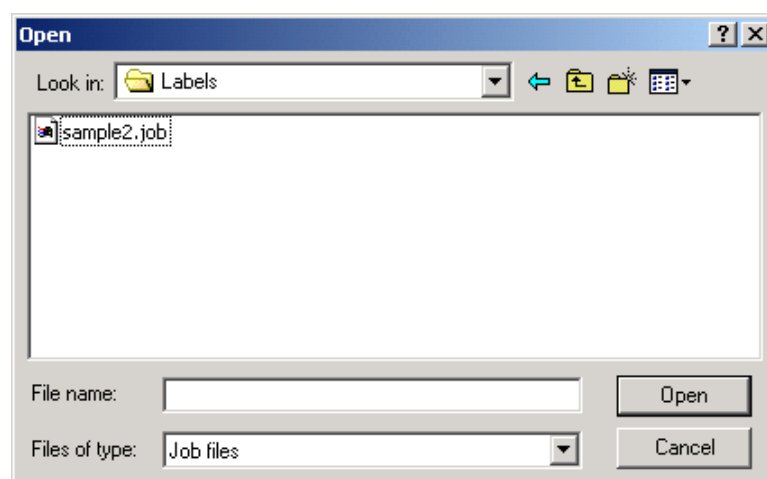 Open
Look in: Labels
sample2.job
File name:
Open
Files of type: Job files
Cancel